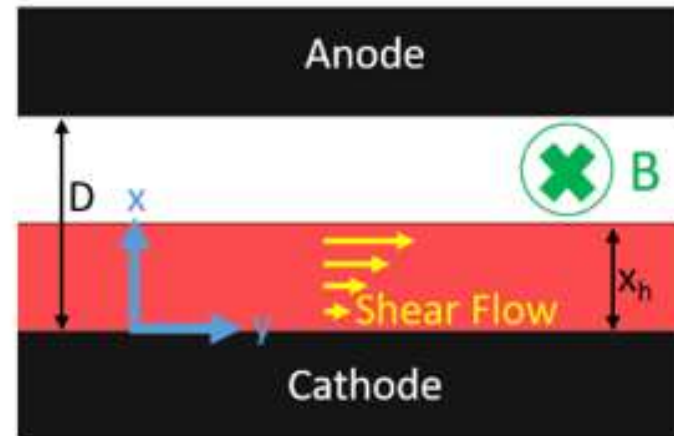 Anode
D
x
B
Shear Flow
x_h
y
Cathode